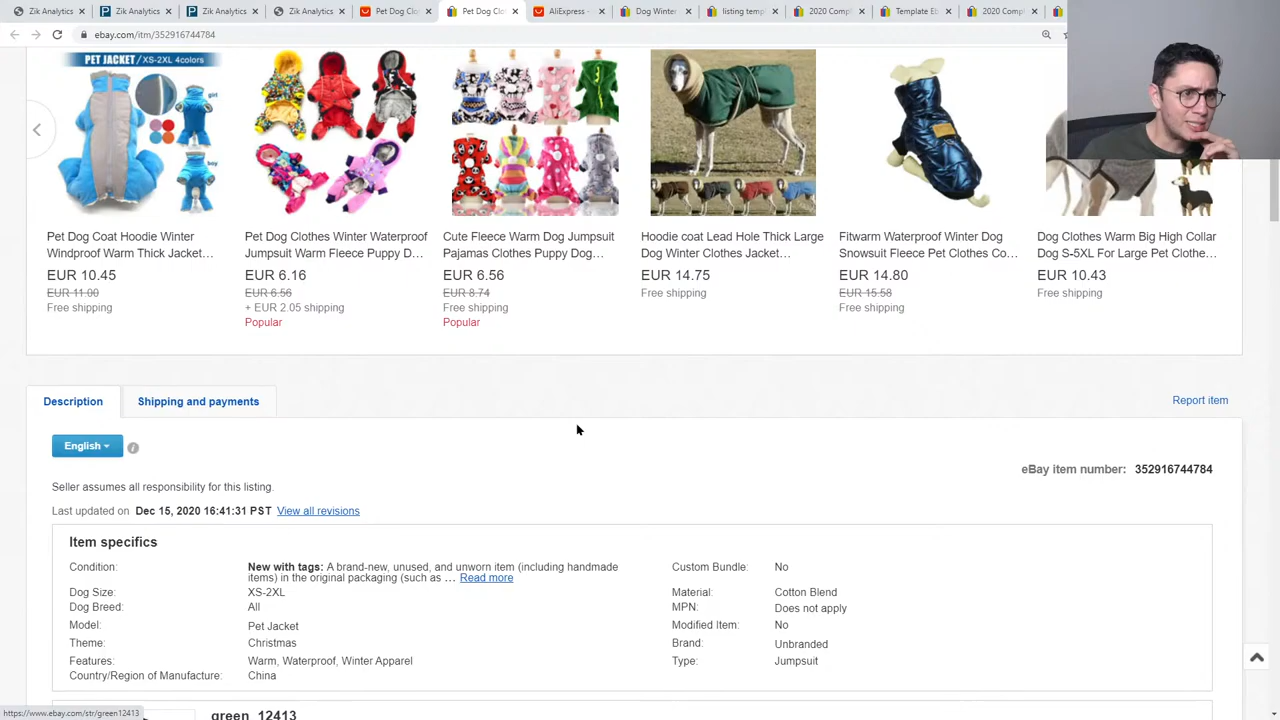 Zik Analytics
Zik Analytics
Zik Analytics
Zik Analytics
Pet Dog Clo
Pet Dog Clo
AliExpress -
Dog Winter
listing temp
2020 Compl
Template Eb
2020 Compl
ebay.com/itm/352916744784
PET JACKET / XS-2XL 4colors
girl
boy
Pet Dog Coat Hoodie Winter
Windproof Warm Thick Jacket…
EUR 10.45
EUR 11.00
Free shipping
Pet Dog Clothes Winter Waterproof
Jumpsuit Warm Fleece Puppy D…
EUR 6.16
EUR 6.56
+ EUR 2.05 shipping
Popular
Cute Fleece Warm Dog Jumpsuit
Pajamas Clothes Puppy Dog…
EUR 6.56
EUR 8.74
Free shipping
Popular
Hoodie coat Lead Hole Thick Large
Dog Winter Clothes Jacket…
EUR 14.75
Free shipping
Fitwarm Waterproof Winter Dog
Snowsuit Fleece Pet Clothes Co…
EUR 14.80
EUR 15.58
Free shipping
Dog Clothes Warm Big High Collar
Dog S-5XL For Large Pet Clothe…
EUR 10.43
Free shipping
Description
Shipping and payments
Report item
English
eBay item number: 352916744784
Seller assumes all responsibility for this listing.
Last updated on Dec 15, 2020 16:41:31 PST View all revisions
Item specifics
Condition: New with tags: A brand-new, unused, and unworn item (including handmade
items) in the original packaging (such as … Read more
Dog Size: XS-2XL
Dog Breed: All
Model: Pet Jacket
Theme: Christmas
Features: Warm, Waterproof, Winter Apparel
Country/Region of Manufacture: China
Custom Bundle: No
Material: Cotton Blend
MPN: Does not apply
Modified Item: No
Brand: Unbranded
Type: Jumpsuit
https://www.ebay.com/str/green12413
green_12413